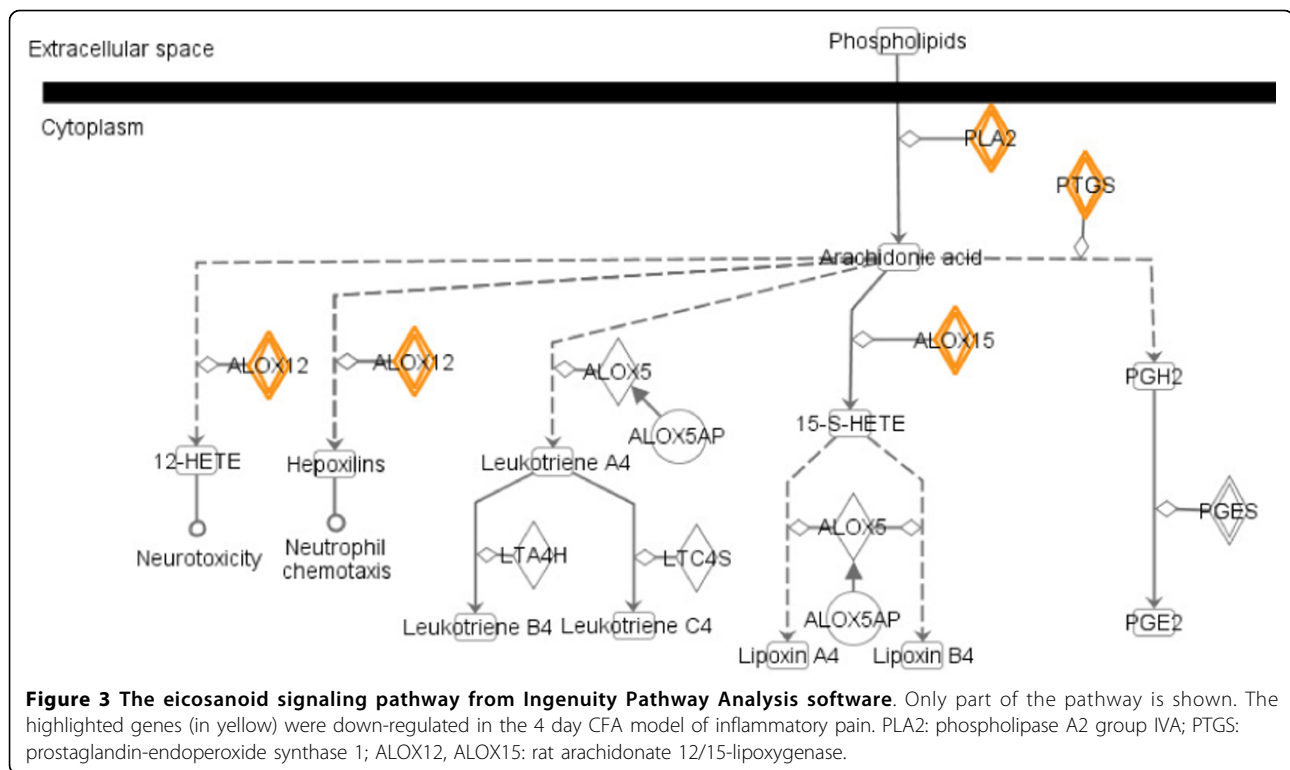 Extracellular space
Phospholipids
Cytoplasm
PLA2
PTGS
Arachidonic acid
ALOX12
ALOX12
ALOX5
ALOX15
PGH2
ALOX5AP
15-S-HETE
12-HETE
Hepoxilins
Leukotriene A4
PGES
ALOX5
Neurotoxicity
Neutrophil
chemotaxis
LTA4H
LTC4S
ALOX5AP
Leukotriene B4
Leukotriene C4
PGE2
Lipoxin A4
Lipoxin B4
Figure 3 The eicosanoid signaling pathway from Ingenuity Pathway Analysis software. Only part of the pathway is shown. The
highlighted genes (in yellow) were down-regulated in the 4 day CFA model of inflammatory pain. PLA2: phospholipase A2 group IVA; PTGS:
prostaglandin-endoperoxide synthase 1; ALOX12, ALOX15: rat arachidonate 12/15-lipoxygenase.